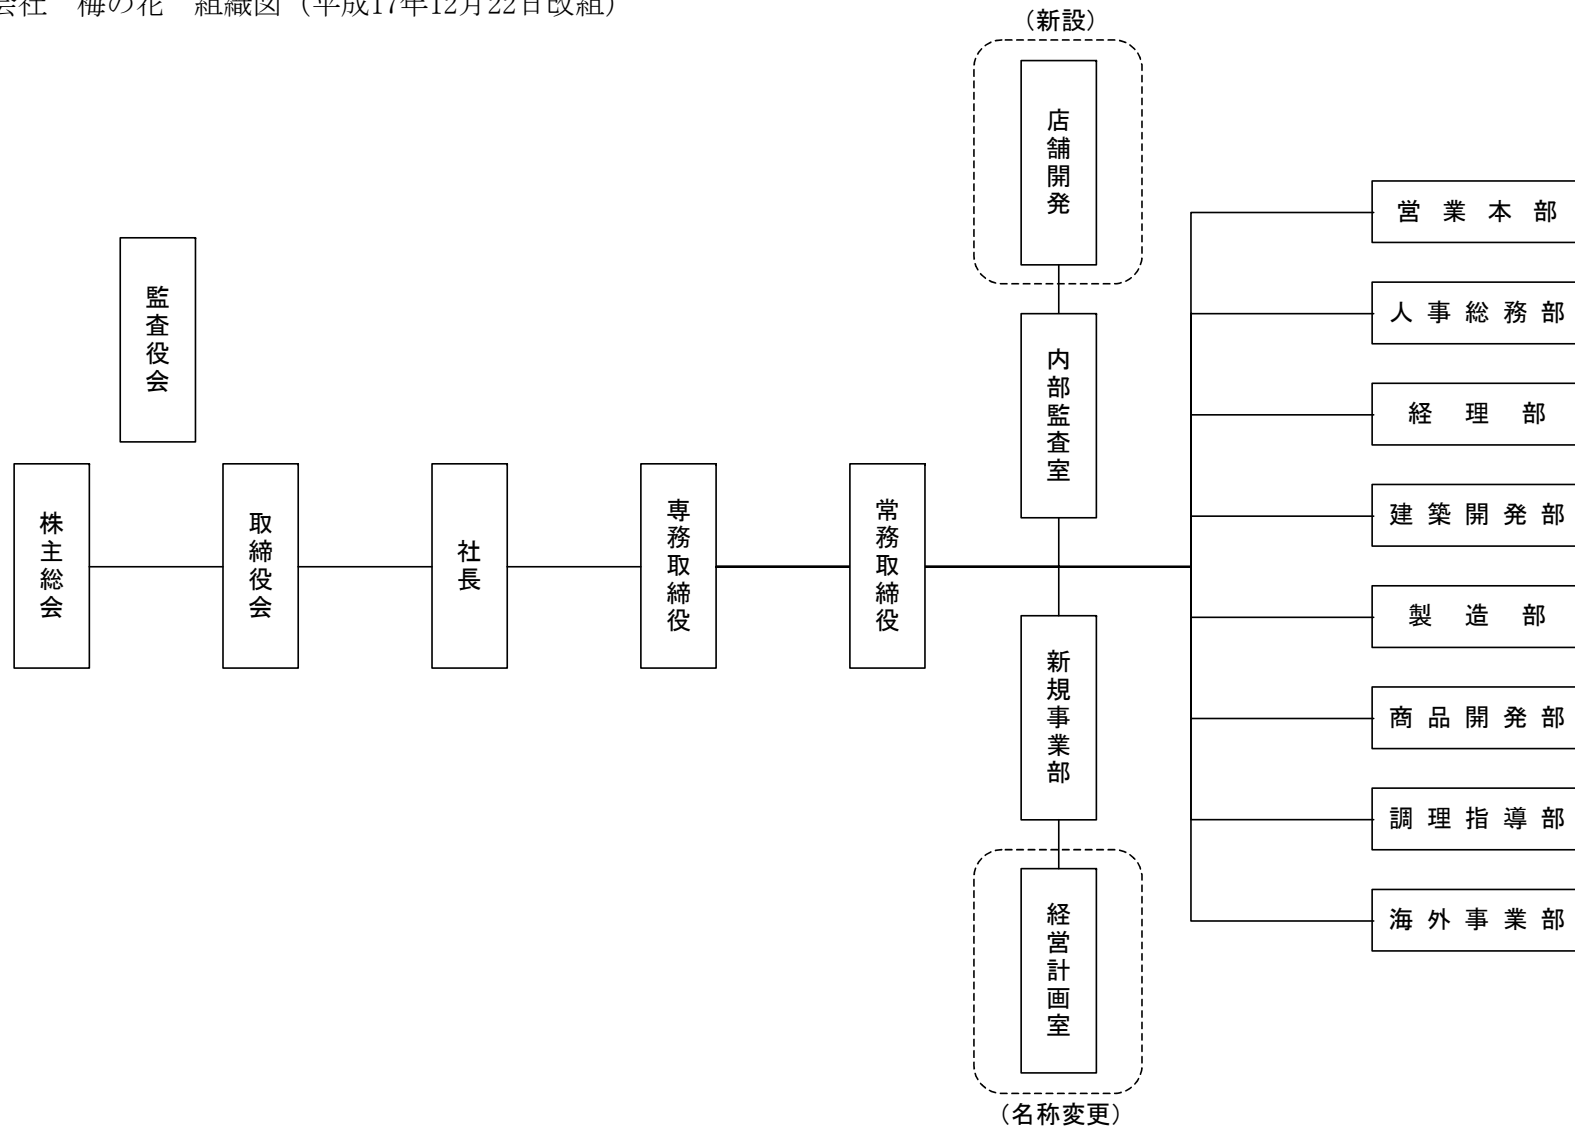 会社　梅の花　組織図（平成17年12月22日改組）
（新設）
店舗開発
営業本部
監査役会
人事総務部
内部監査室
経理部
株主総会
取締役会
社長
専務取締役
常務取締役
建築開発部
製造部
新規事業部
商品開発部
調理指導部
経営計画室
海外事業部
（名称変更）